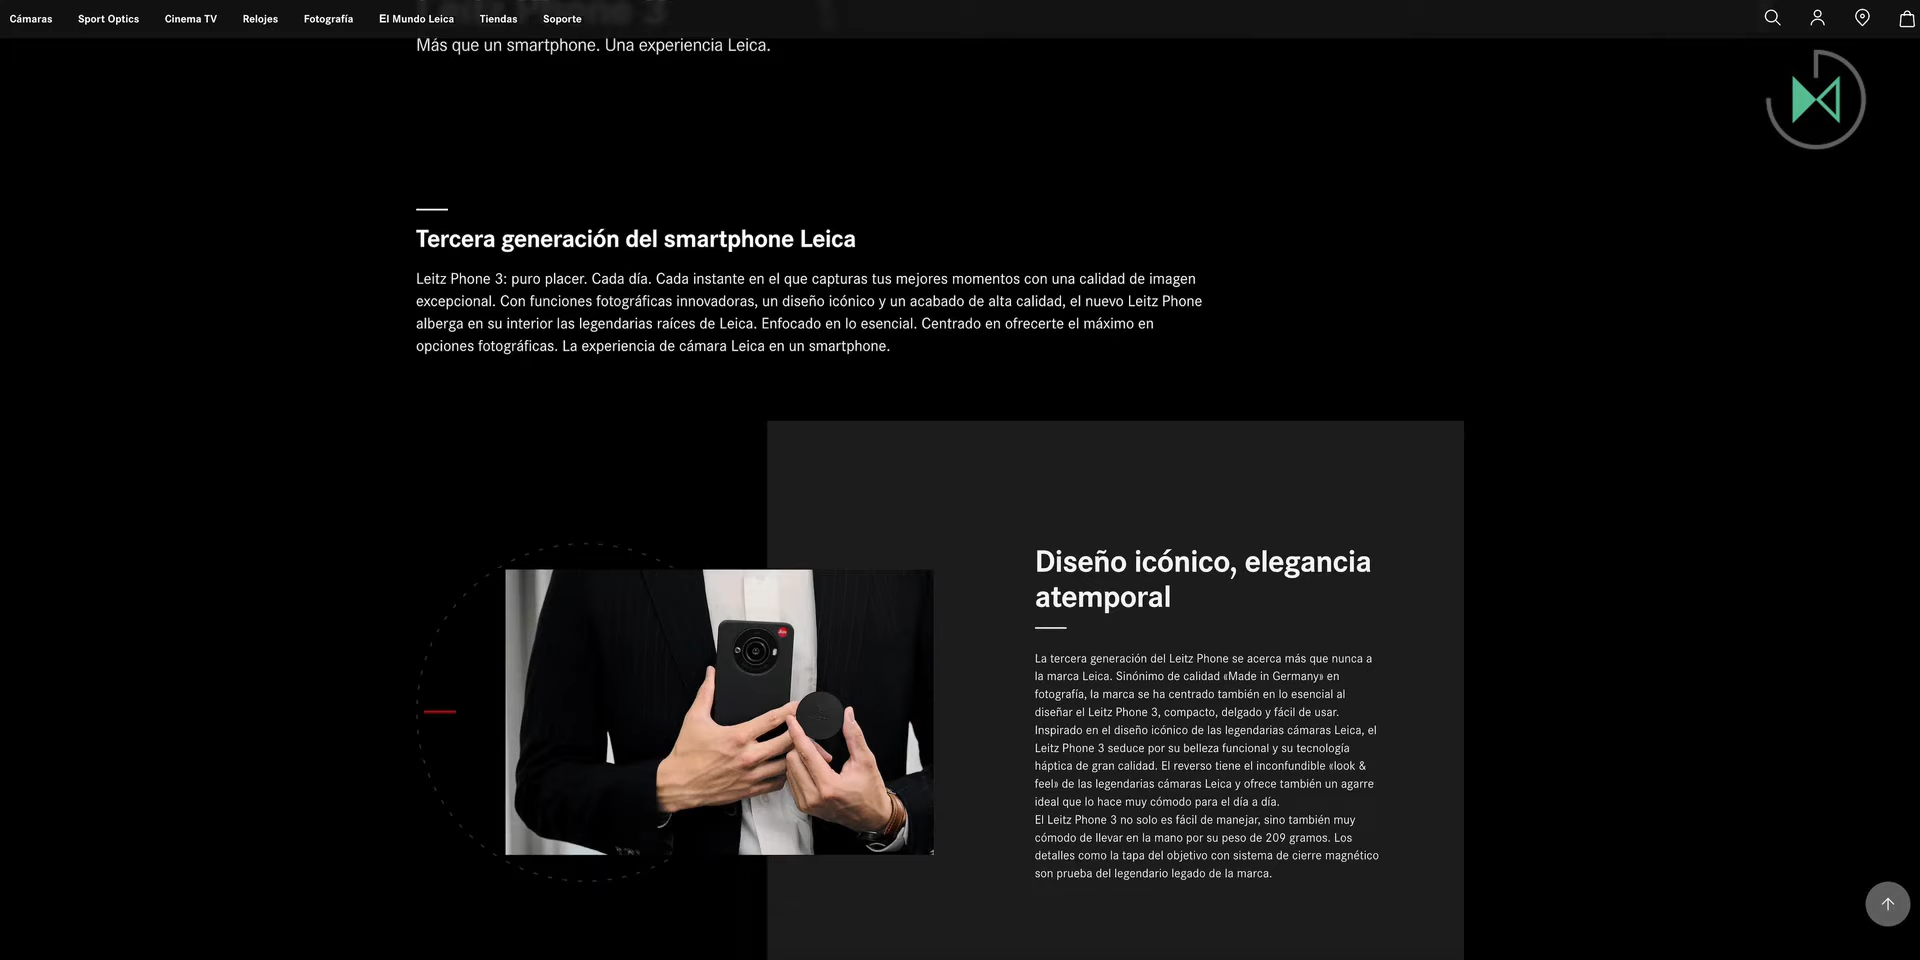 Cámaras Sport Optics Cinema TV Relojes Fotografía El Mundo Leica Tiendas Soporte
Leitz Phone 3
Más que un smartphone. Una experiencia Leica.
Tercera generación del smartphone Leica
Leitz Phone 3: puro placer. Cada día. Cada instante en el que capturas tus mejores momentos con una calidad de imagen
excepcional. Con funciones fotográficas innovadoras, un diseño icónico y un acabado de alta calidad, el nuevo Leitz Phone
alberga en su interior las legendarias raíces de Leica. Enfocado en lo esencial. Centrado en ofrecerte el máximo en
opciones fotográficas. La experiencia de cámara Leica en un smartphone.
Diseño icónico, elegancia
atemporal
La tercera generación del Leitz Phone se acerca más que nunca a
la marca Leica. Sinónimo de calidad «Made in Germany» en
fotografía, la marca se ha centrado también en lo esencial al
diseñar el Leitz Phone 3, compacto, delgado y fácil de usar.
Inspirado en el diseño icónico de las legendarias cámaras Leica, el
Leitz Phone 3 seduce por su belleza funcional y su tecnología
háptica de gran calidad. El reverso tiene el inconfundible «look &
feel» de las legendarias cámaras Leica y ofrece también un agarre
ideal que lo hace muy cómodo para el día a día.
El Leitz Phone 3 no solo es fácil de manejar, sino también muy
cómodo de llevar en la mano por su peso de 209 gramos. Los
detalles como la tapa del objetivo con sistema de cierre magnético
son prueba del legendario legado de la marca.